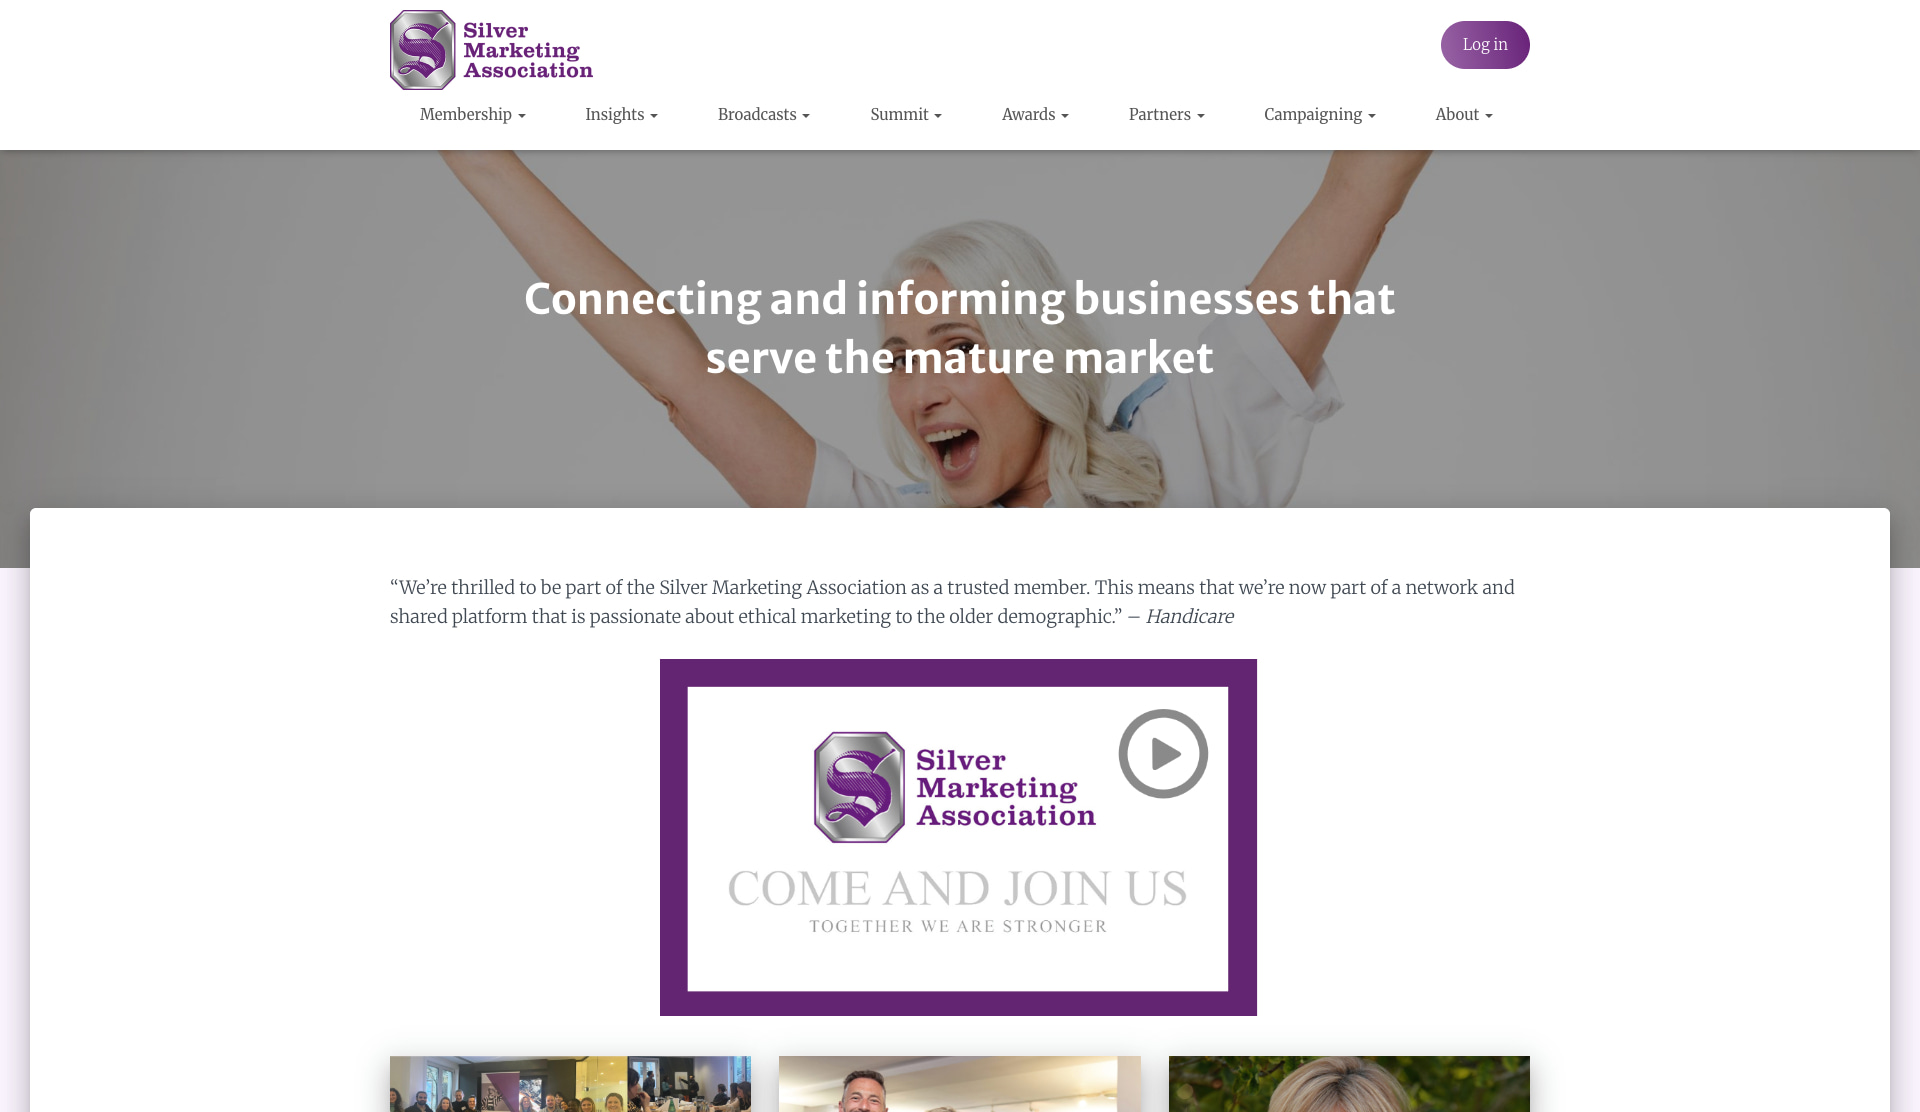 Silver
Marketing
Association
Log in
Membership
Insights
Broadcasts
Summit
Awards
Partners
Campaigning
About
Connecting and informing businesses that
serve the mature market
“We’re thrilled to be part of the Silver Marketing Association as a trusted member. This means that we’re now part of a network and
shared platform that is passionate about ethical marketing to the older demographic.” – Handicare
Silver
Marketing
Association
COME AND JOIN US
TOGETHER WE ARE STRONGER